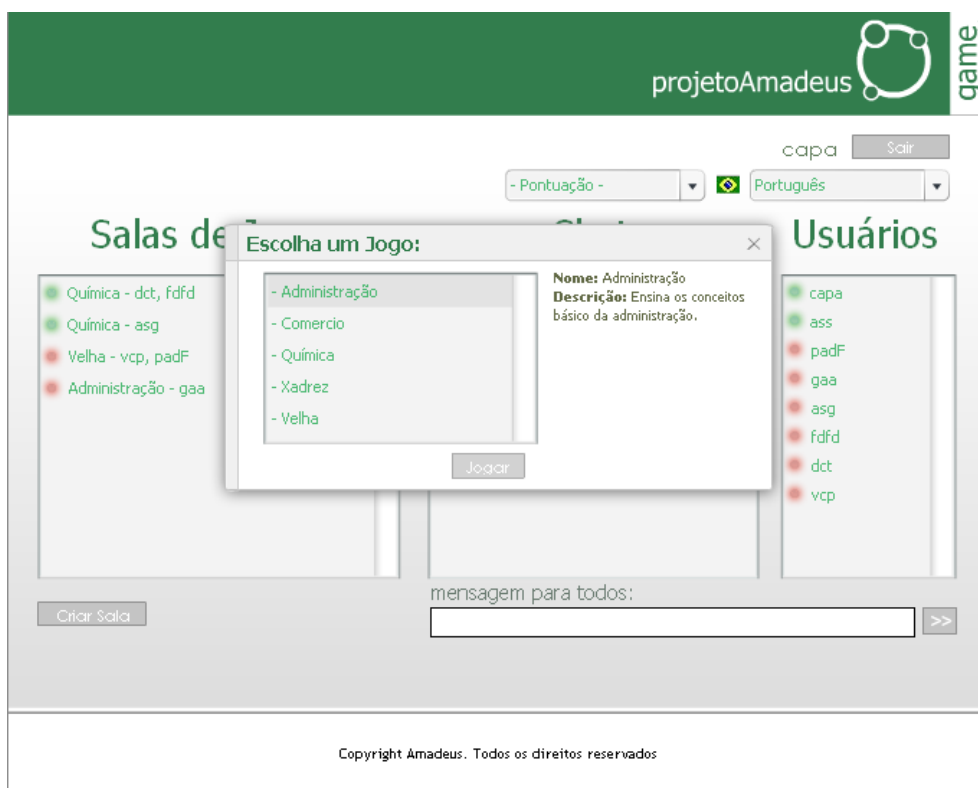 projetoAmadeus
game
capa
Sair
- Pontuação -
Português
Salas de
Usuários
Química - dct, fdfd
Química - asg
Velha - vcp, padF
Administração - gaa
Escolha um Jogo:
- Administração
- Comercio
- Química
- Xadrez
- Velha
Nome: Administração
Descrição: Ensina os conceitos
básico da administração.
Jogar
capa
ass
padF
gaa
asg
fdfd
dct
vcp
Criar Sala
mensagem para todos:
>>
Copyright Amadeus. Todos os direitos reservados